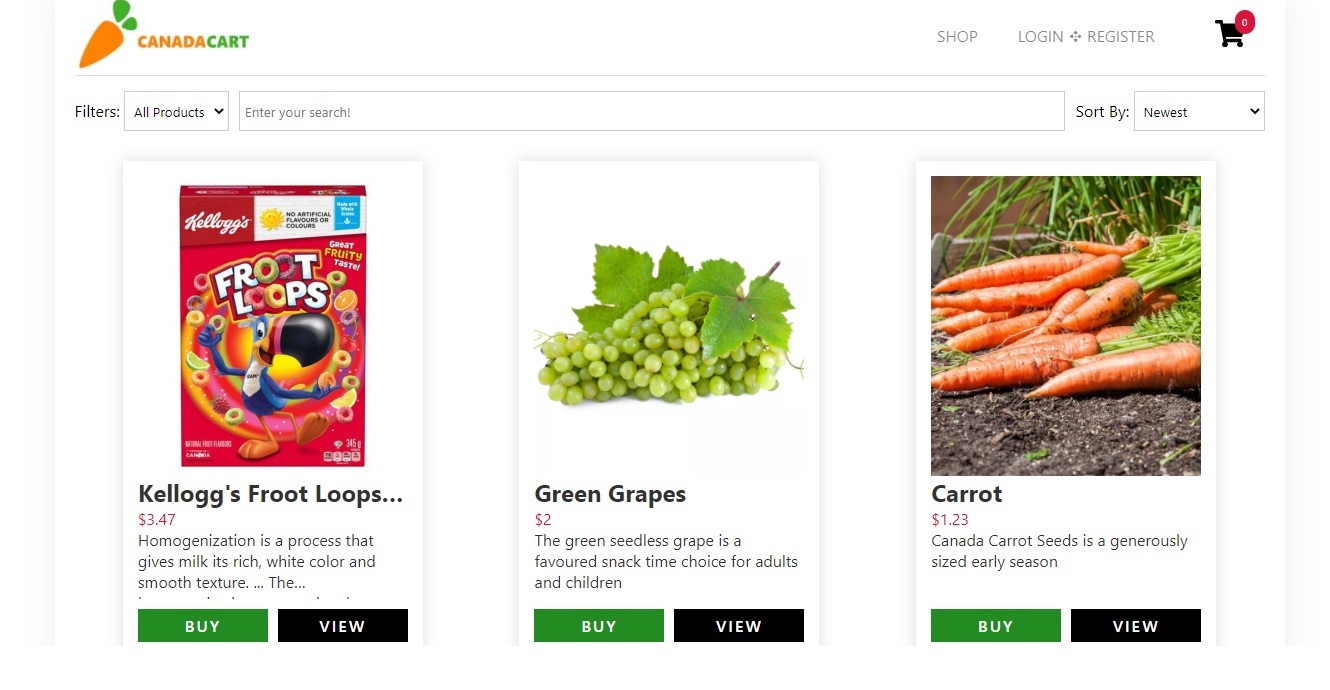 CANADACART
SHOP
LOGIN ✣ REGISTER
0
Filters:
All Products
Enter your search!
Sort By:
Newest
Kellogg's
NO ARTIFICIAL
FLAVOURS OR
COLOURS
Made with
Whole
Grains
GREAT
FRUITY
TASTE!
FROOT
LOOPS
SAM
NATURAL FRUIT FLAVOURS
CANADA
345 g
Kellogg's Froot Loops...
$3.47
Homogenization is a process that
gives milk its rich, white color and
smooth texture. ... The...
BUY
VIEW
Green Grapes
$2
The green seedless grape is a
favoured snack time choice for adults
and children
BUY
VIEW
Carrot
$1.23
Canada Carrot Seeds is a generously
sized early season
BUY
VIEW